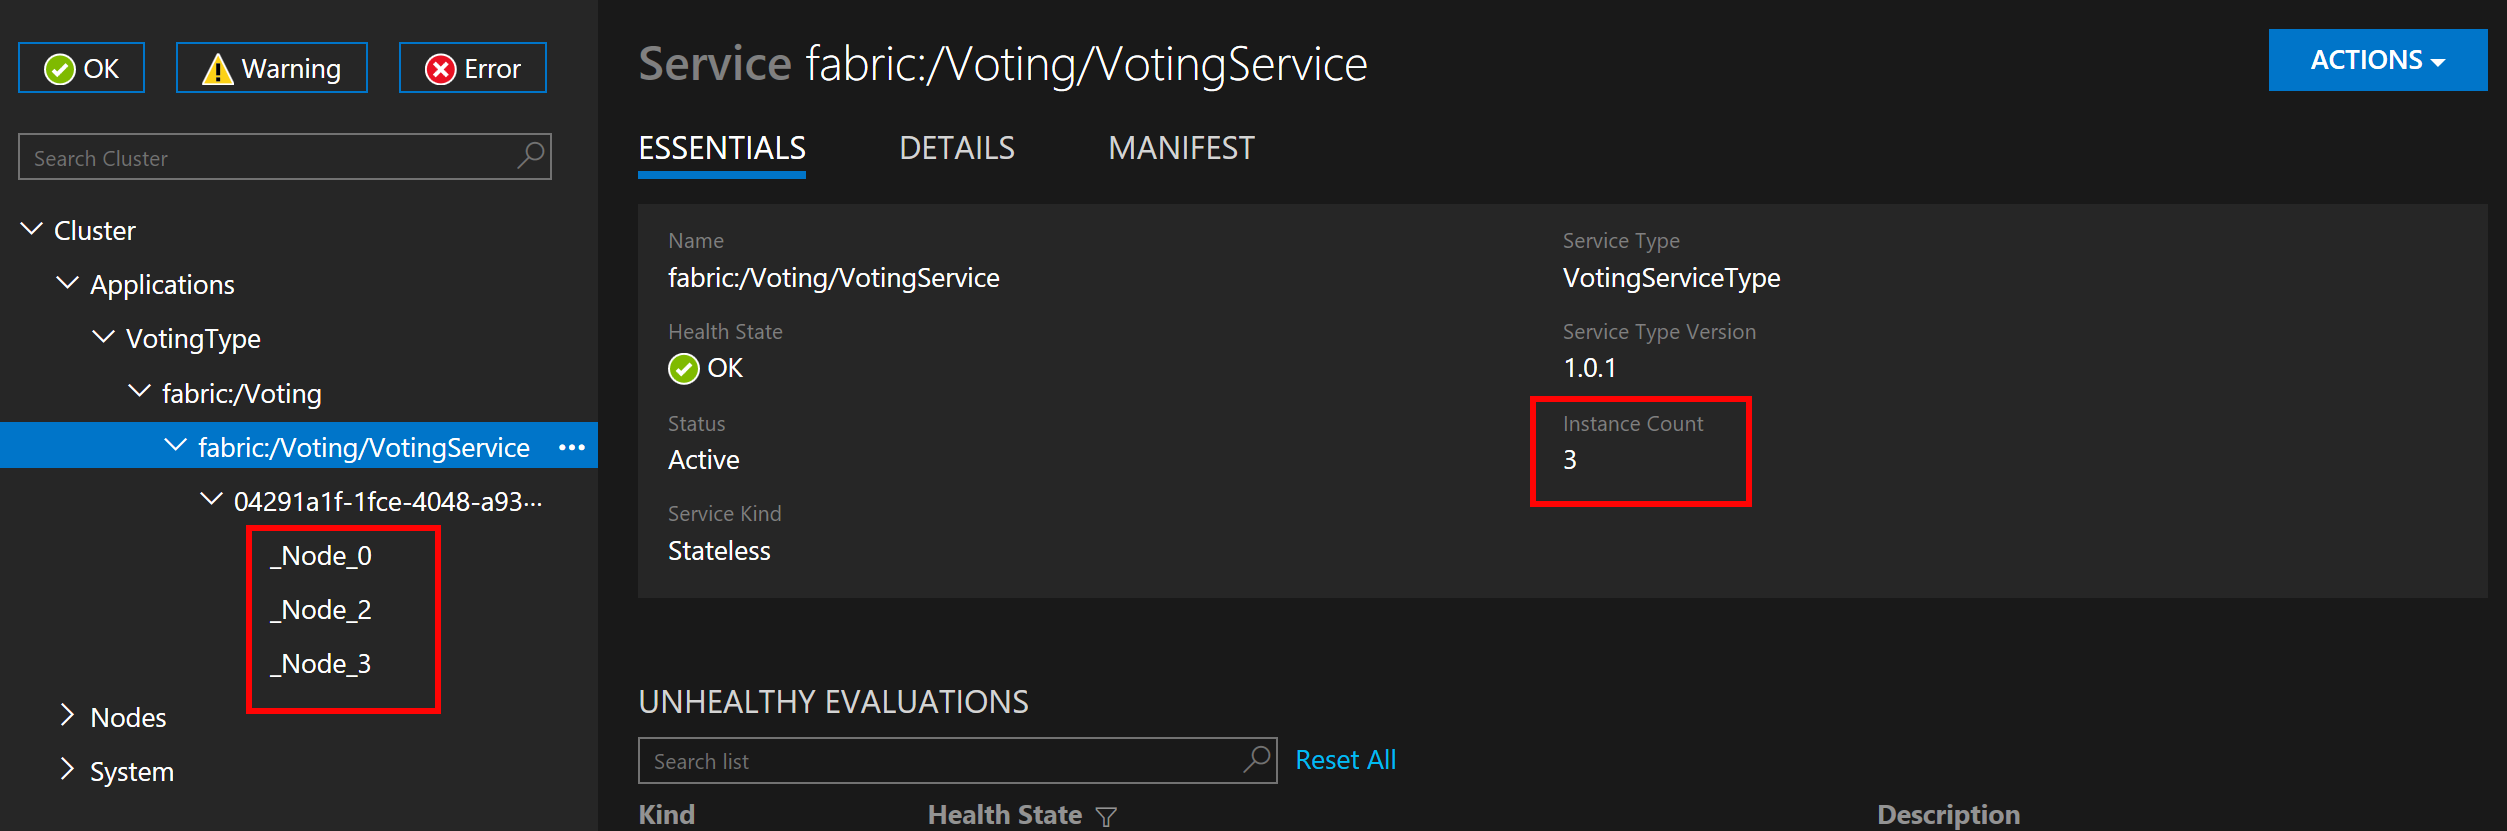 OK
Warning
Error
Search Cluster
Cluster
Applications
VotingType
fabric:/Voting
fabric:/Voting/VotingService
04291a1f-1fce-4048-a93...
_Node_0
_Node_2
_Node_3
Nodes
System
Service fabric:/Voting/VotingService
ACTIONS
ESSENTIALS DETAILS MANIFEST
Name
fabric:/Voting/VotingService
Health State
OK
Status
Active
Service Kind
Stateless
Service Type
VotingServiceType
Service Type Version
1.0.1
Instance Count
3
UNHEALTHY EVALUATIONS
Search list
Reset All
Kind Health State Description